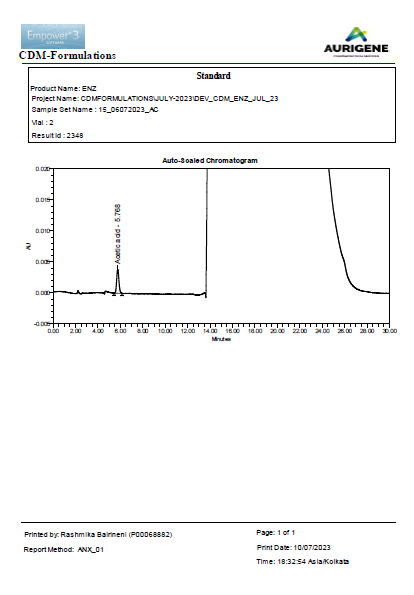 Empower 3
SOFTWARE
AURIGENE
CDM-Formulations
Standard
Product Name: ENZ
Project Name: CDMFORMULATIONS\JULY-2023\DEV_CDM_ENZ_JUL_23
Sample Set Name : 15_06072023_AC
Vial : 2
Result Id : 2348
Auto-Scaled Chromatogram
0.020
0.015
0.010
0.005
0.000
-0.005
AU
Acetic acid - 5.768
0.00 2.00 4.00 6.00 8.00 10.00 12.00 14.00 16.00 18.00 20.00 22.00 24.00 26.00 28.00 30.00
Minutes
Printed by: Rashmika Bairineni (P00068882)
Page: 1 of 1
Report Method: ANX_01
Print Date: 10/07/2023
Time: 18:32:54 Asia/Kolkata